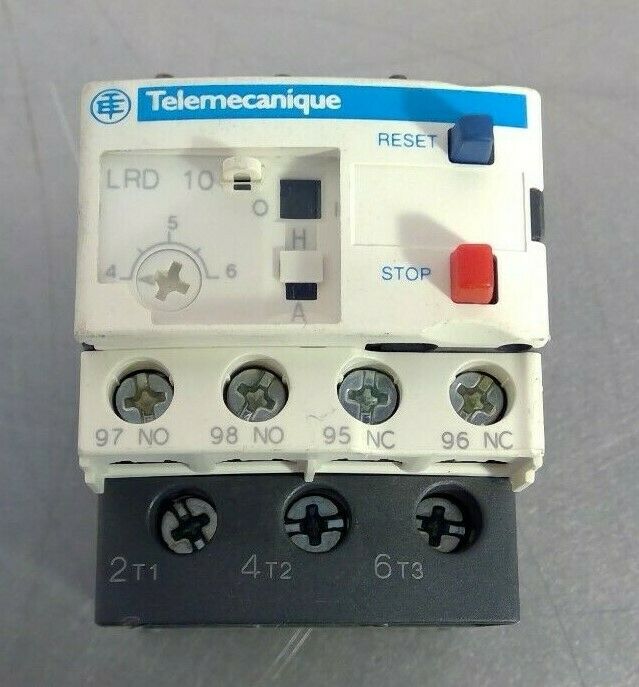 Telemecanique
RESET
LRD 10
O I
5
H
4 6
STOP
A
97 NO 98 NO 95 NC 96 NC
2T1 4T2 6T3